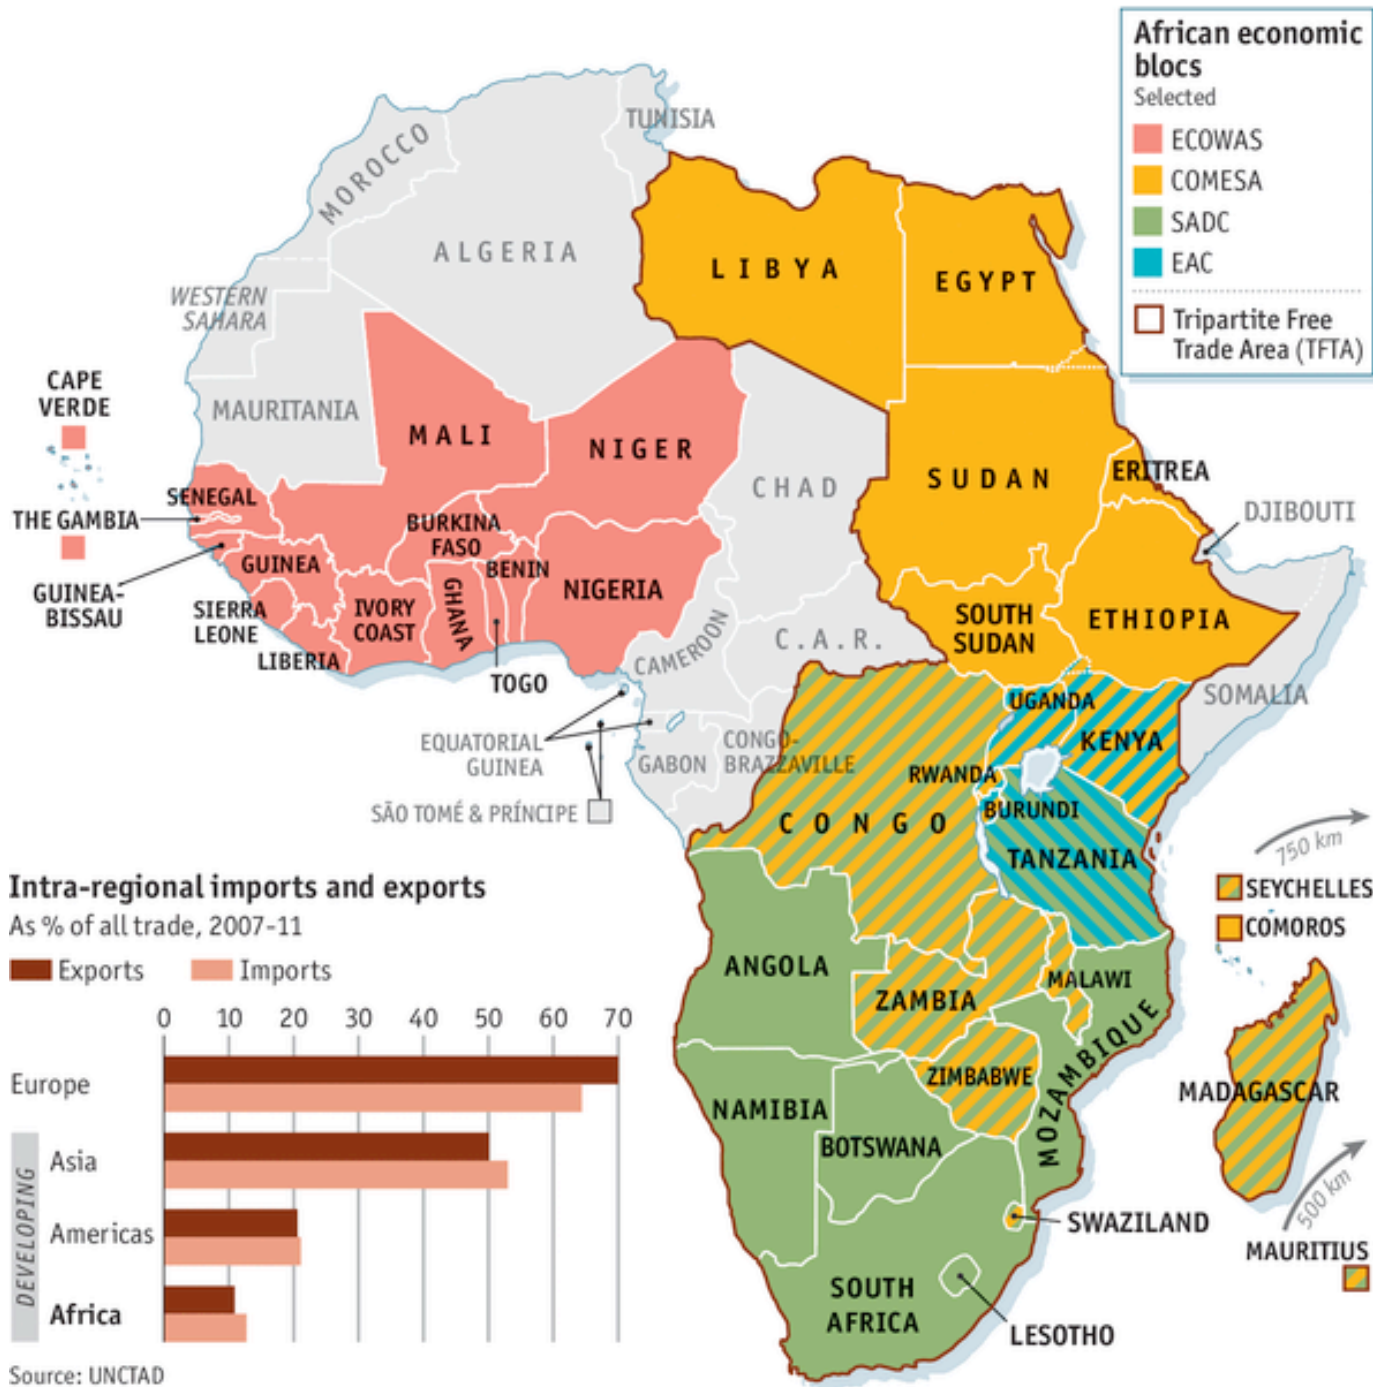 African economic
blocs
Selected
ECOWAS
COMESA
SADC
EAC
Tripartite Free
Trade Area (TFTA)
TUNISIA
MOROCCO
ALGERIA
LIBYA
EGYPT
WESTERN
SAHARA
CAPE
VERDE
MAURITANIA
MALI
NIGER
CHAD
SUDAN
ERITREA
SENEGAL
THE GAMBIA
DJIBOUTI
BURKINA
FASO
GUINEA
BENIN
GUINEA-
BISSAU
NIGERIA
SIERRA
LEONE
IVORY
COAST
GHANA
SOUTH
SUDAN
ETHIOPIA
C.A.R.
CAMEROON
LIBERIA
TOGO
SOMALIA
UGANDA
KENYA
EQUATORIAL
GUINEA
GABON
CONGO-
BRAZZAVILLE
RWANDA
SÃO TOMÉ & PRÍNCIPE
CONGO
BURUNDI
TANZANIA
750 km
SEYCHELLES
COMOROS
ANGOLA
ZAMBIA
MALAWI
MOZAMBIQUE
ZIMBABWE
MADAGASCAR
NAMIBIA
BOTSWANA
500 km
SWAZILAND
MAURITIUS
SOUTH
AFRICA
LESOTHO
Intra-regional imports and exports
As % of all trade, 2007-11
Exports Imports
0 10 20 30 40 50 60 70
Europe
DEVELOPING
Asia
Americas
Africa
Source: UNCTAD